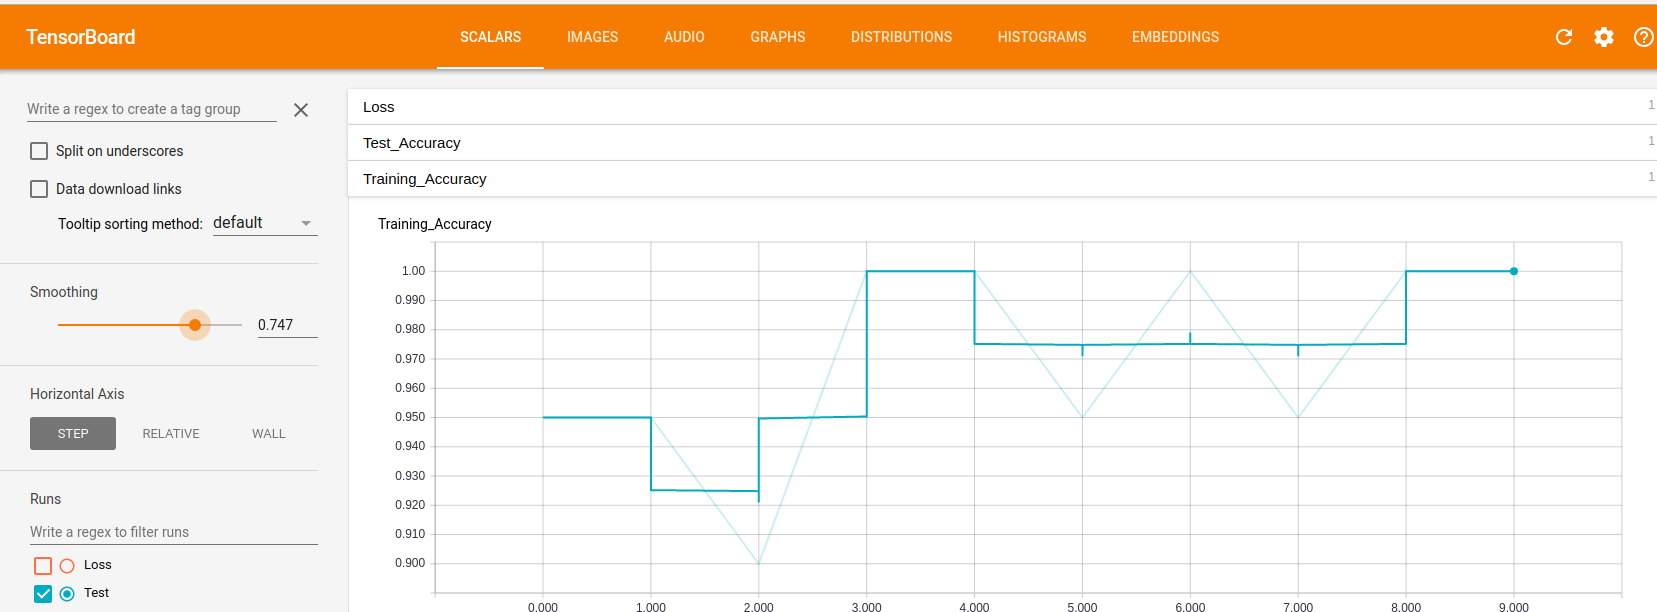 TensorBoard
SCALARS IMAGES AUDIO GRAPHS DISTRIBUTIONS HISTOGRAMS EMBEDDINGS
Write a regex to create a tag group
Split on underscores
Data download links
Tooltip sorting method: default
Smoothing
0.747
Horizontal Axis
STEP RELATIVE WALL
Runs
Write a regex to filter runs
Loss
Test
Loss 1
Test_Accuracy 1
Training_Accuracy 1
Training_Accuracy
1.00
0.990
0.980
0.970
0.960
0.950
0.940
0.930
0.920
0.910
0.900
0.000 1.000 2.000 3.000 4.000 5.000 6.000 7.000 8.000 9.000